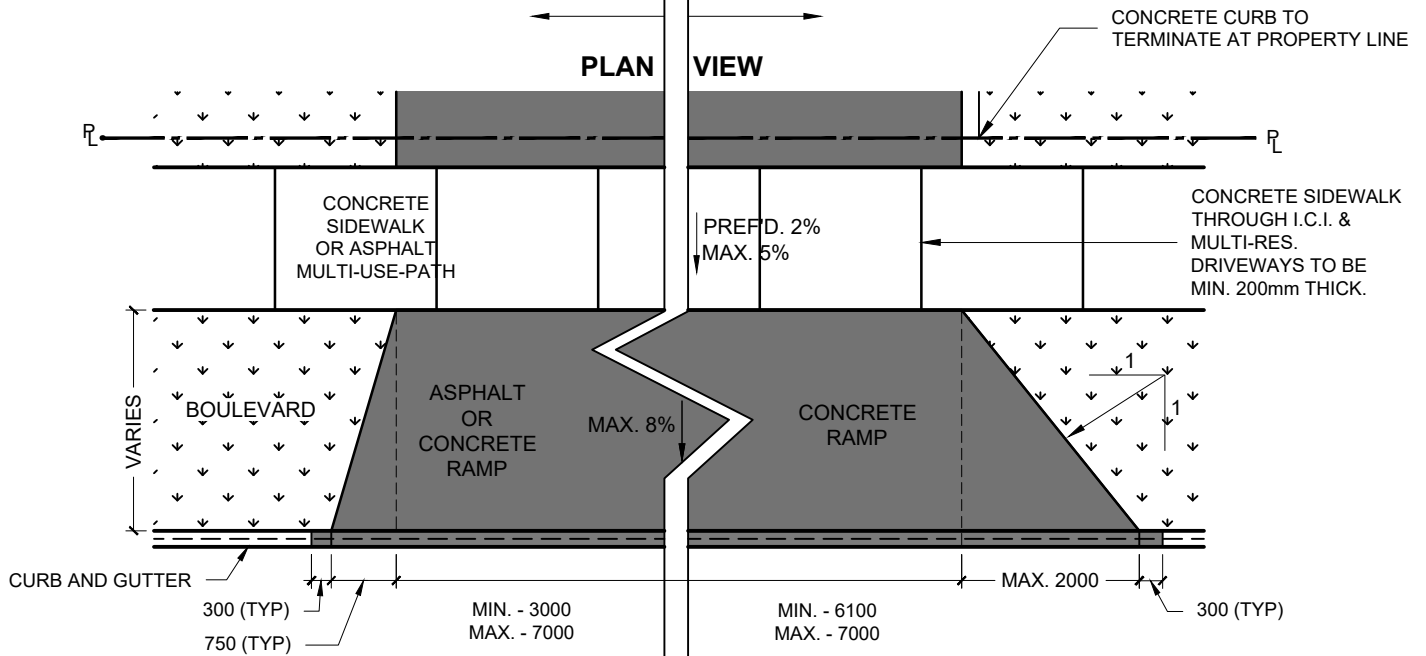 CONCRETE CURB TO
TERMINATE AT PROPERTY LINE
PLAN VIEW
PL
PL
CONCRETE
SIDEWALK
OR ASPHALT
MULTI-USE-PATH
PREF'D. 2%
MAX. 5%
CONCRETE SIDEWALK
THROUGH I.C.I. &
MULTI-RES.
DRIVEWAYS TO BE
MIN. 200mm THICK.
VARIES
BOULEVARD
ASPHALT
OR
CONCRETE
RAMP
MAX. 8%
CONCRETE
RAMP
1
1
CURB AND GUTTER
300 (TYP)
750 (TYP)
MIN. - 3000
MAX. - 7000
MIN. - 6100
MAX. - 7000
MAX. 2000
300 (TYP)